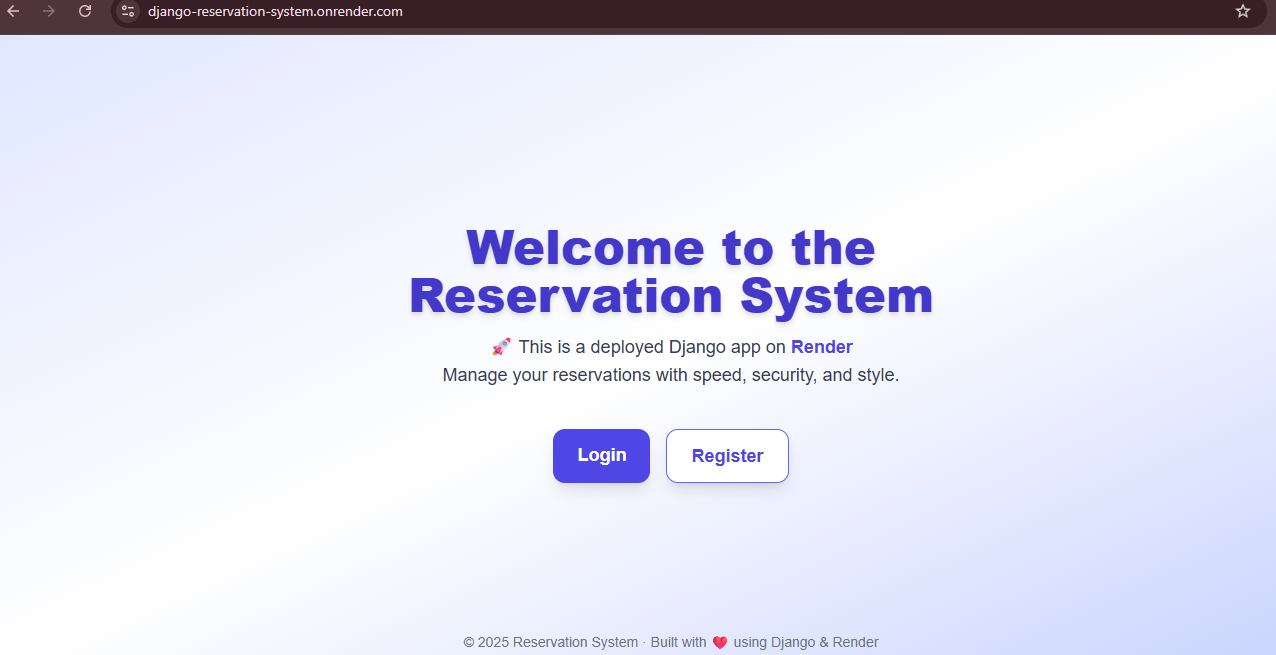 django-reservation-system.onrender.com
Welcome to the
Reservation System
🚀 This is a deployed Django app on Render
Manage your reservations with speed, security, and style.
Login
Register
© 2025 Reservation System · Built with ❤️ using Django & Render